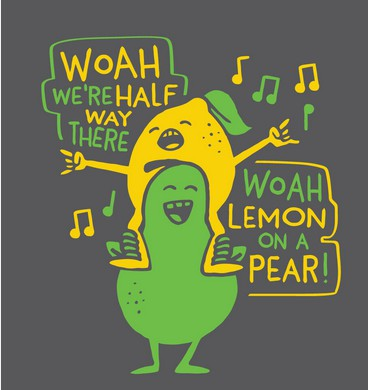 WOAH
WE'RE HALF
WAY
THERE
WOAH
LEMON
ON A
PEAR!